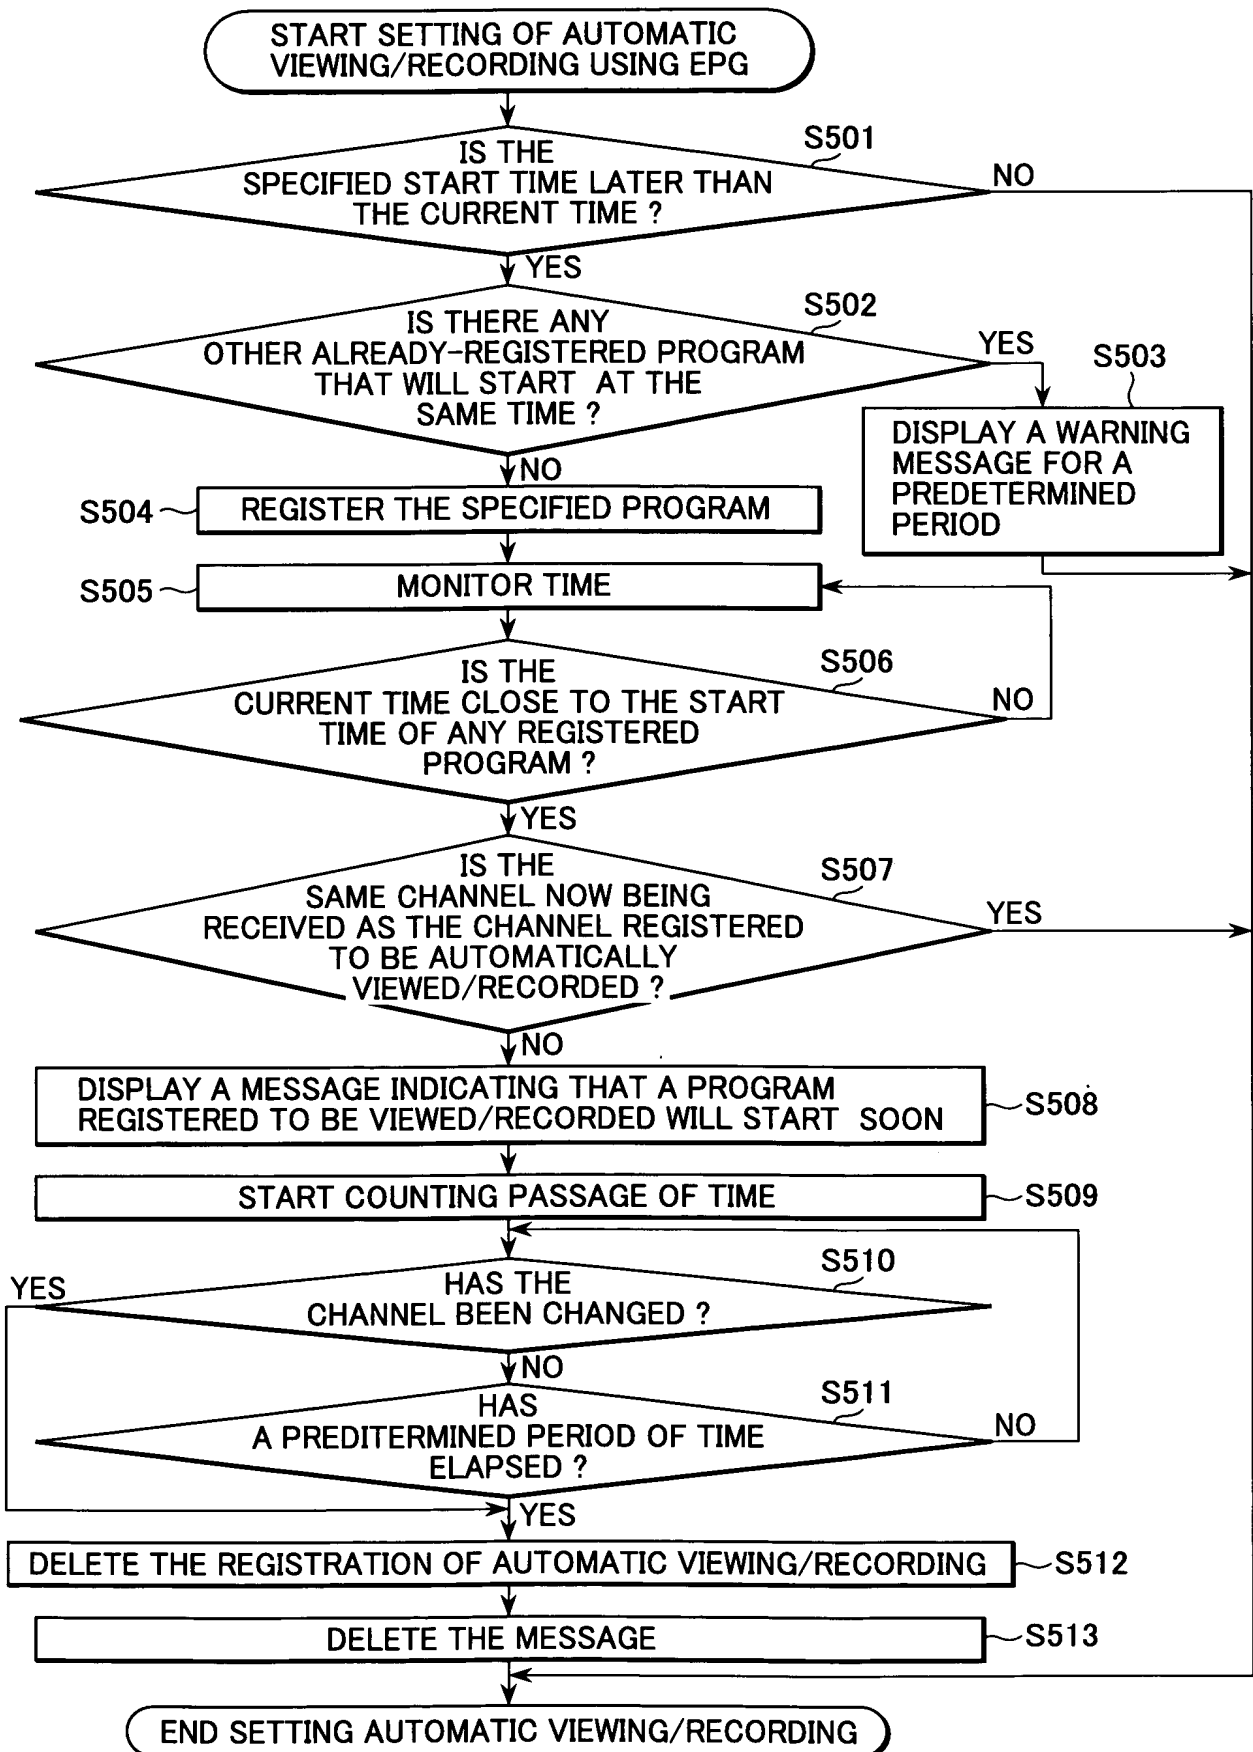 START SETTING OF AUTOMATIC
VIEWING/RECORDING USING EPG
S501
IS THE
SPECIFIED START TIME LATER THAN
THE CURRENT TIME ?
NO
YES
S502
IS THERE ANY
OTHER ALREADY-REGISTERED PROGRAM
THAT WILL START AT THE
SAME TIME ?
YES
S503
DISPLAY A WARNING
MESSAGE FOR A
PREDETERMINED
PERIOD
NO
S504
REGISTER THE SPECIFIED PROGRAM
S505
MONITOR TIME
S506
IS THE
CURRENT TIME CLOSE TO THE START
TIME OF ANY REGISTERED
PROGRAM ?
NO
YES
S507
IS THE
SAME CHANNEL NOW BEING
RECEIVED AS THE CHANNEL REGISTERED
TO BE AUTOMATICALLY
VIEWED/RECORDED ?
YES
NO
DISPLAY A MESSAGE INDICATING THAT A PROGRAM
REGISTERED TO BE VIEWED/RECORDED WILL START SOON
S508
START COUNTING PASSAGE OF TIME
S509
S510
YES
HAS THE
CHANNEL BEEN CHANGED ?
NO
S511
HAS
A PREDITERMINED PERIOD OF TIME
ELAPSED ?
NO
YES
DELETE THE REGISTRATION OF AUTOMATIC VIEWING/RECORDING
S512
DELETE THE MESSAGE
S513
END SETTING AUTOMATIC VIEWING/RECORDING